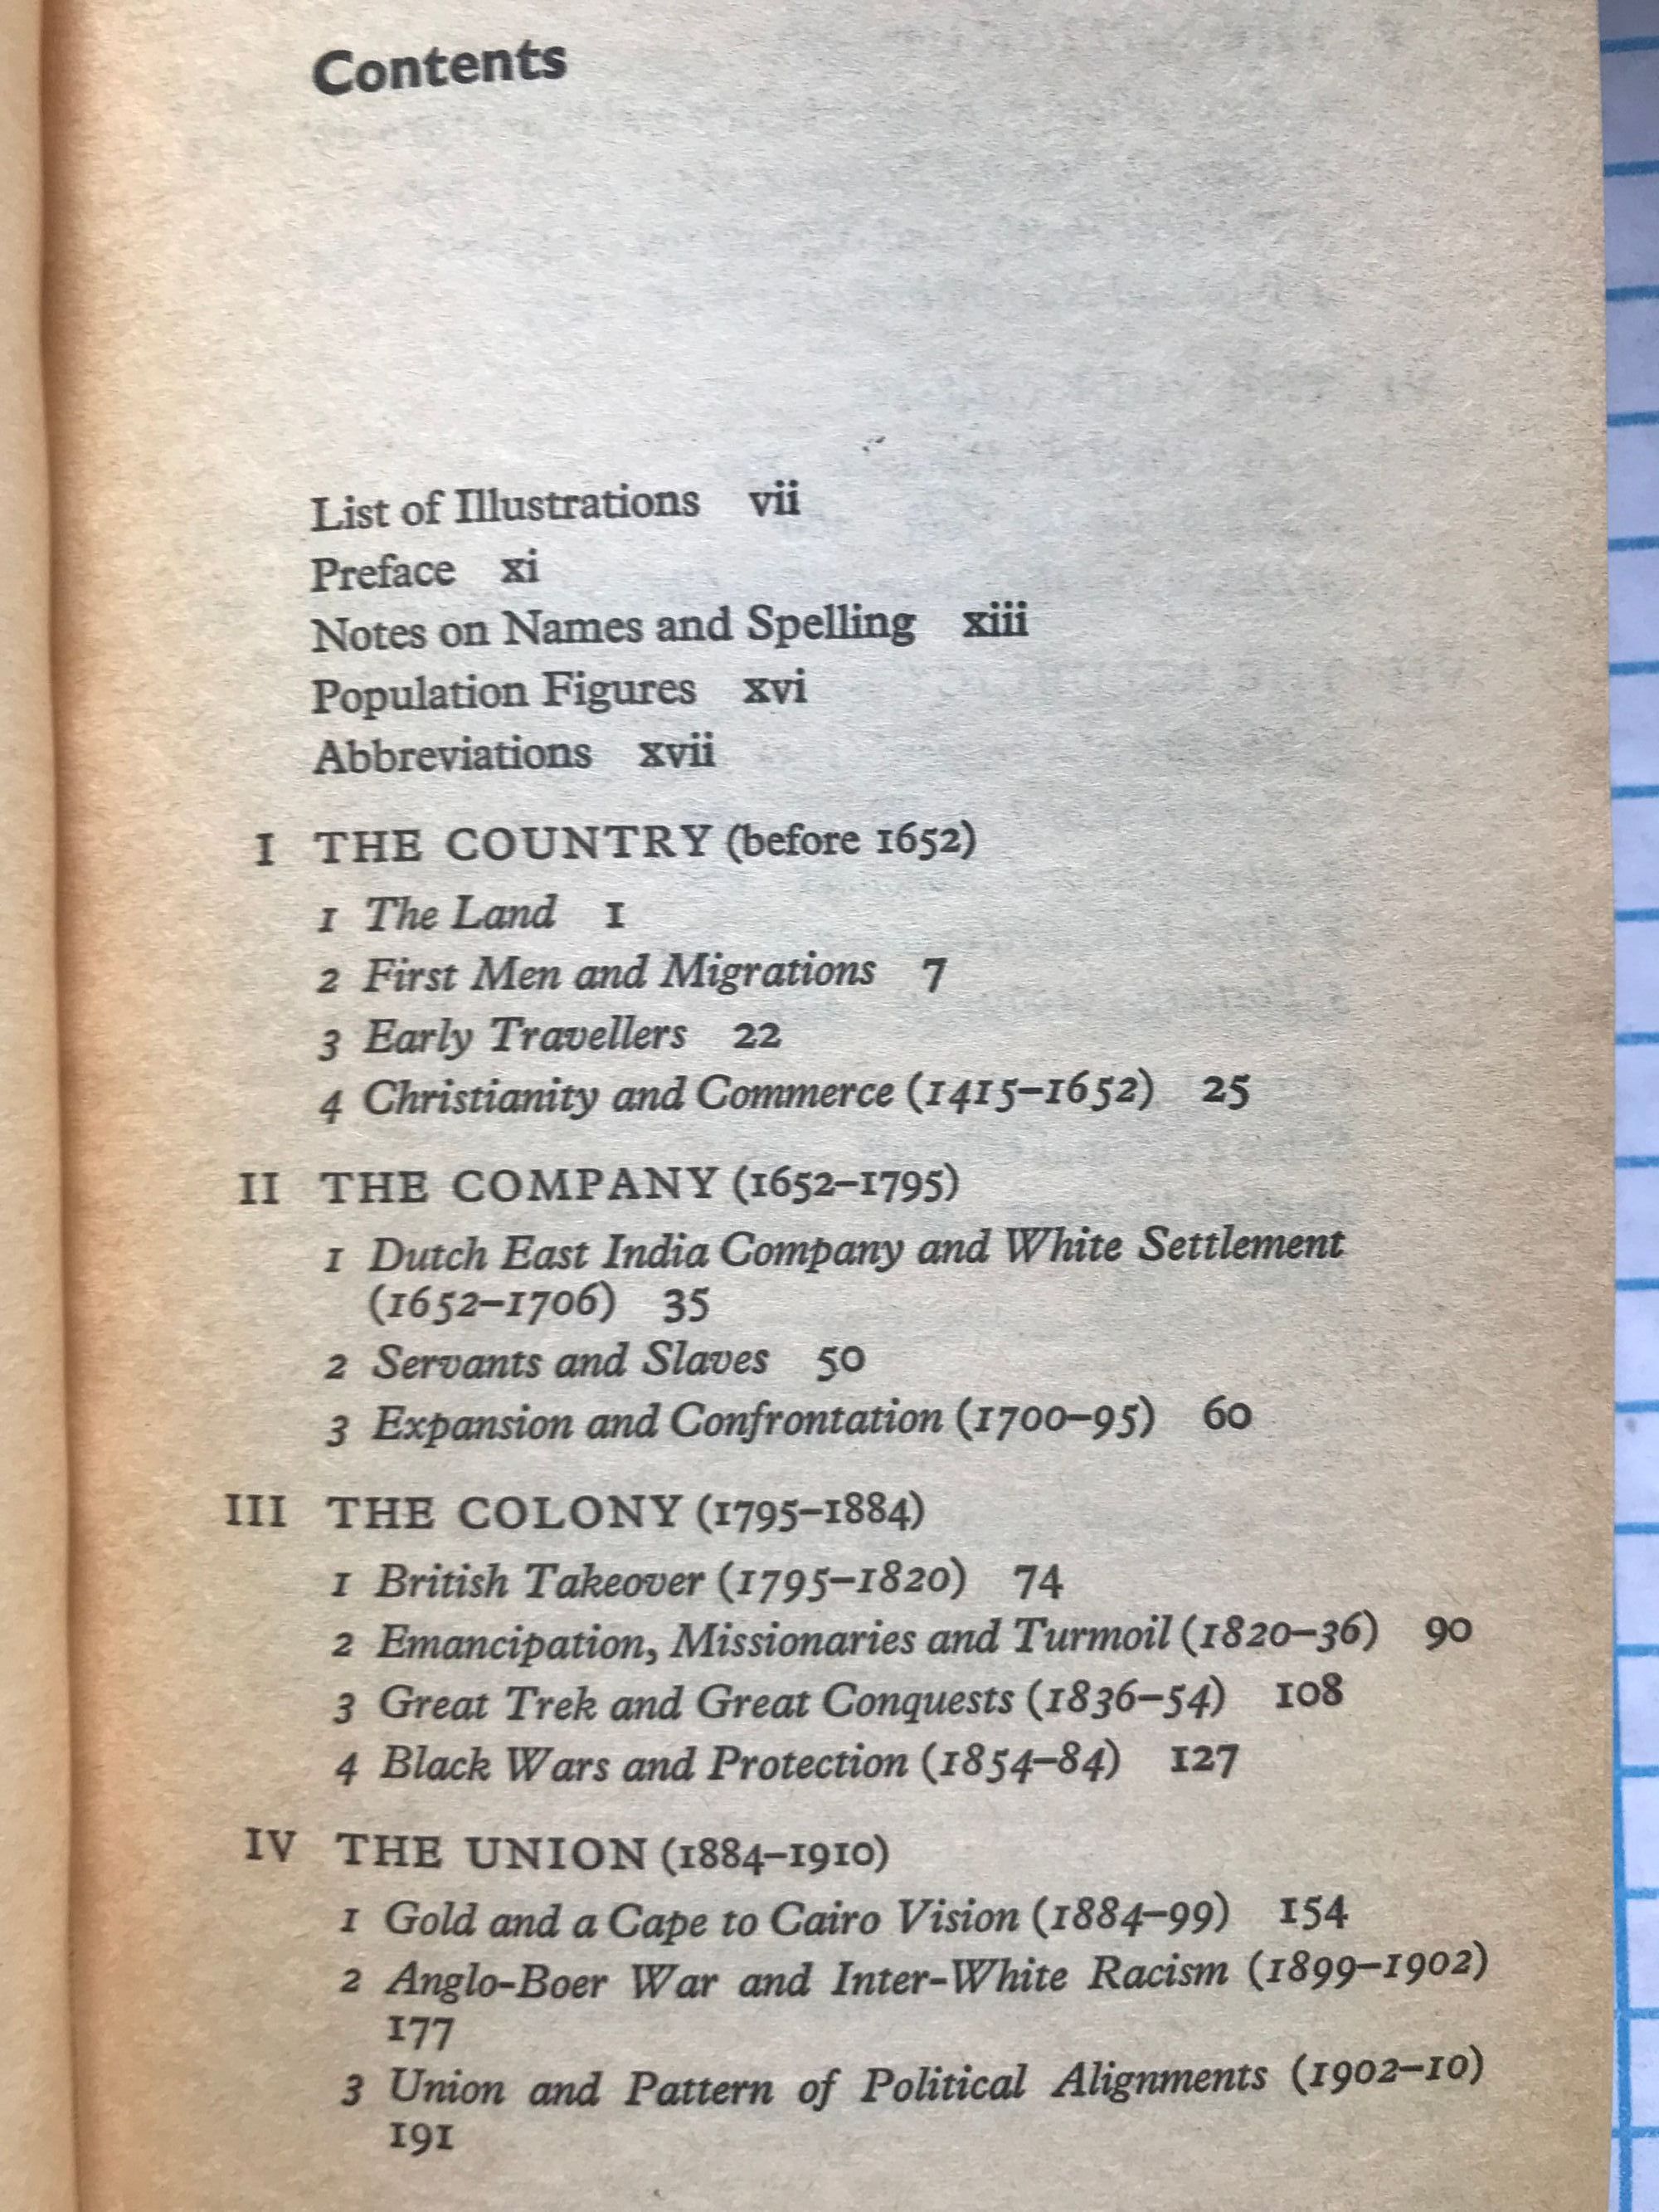 Contents
List of Illustrations vii
Preface xi
Notes on Names and Spelling xiii
Population Figures xvi
Abbreviations xvii
I THE COUNTRY (before 1652)
1 The Land 1
2 First Men and Migrations 7
3 Early Travellers 22
4 Christianity and Commerce (1415–1652) 25
II THE COMPANY (1652–1795)
1 Dutch East India Company and White Settlement
(1652–1706) 35
2 Servants and Slaves 50
3 Expansion and Confrontation (1700–95) 60
III THE COLONY (1795–1884)
1 British Takeover (1795–1820) 74
2 Emancipation, Missionaries and Turmoil (1820–36) 90
3 Great Trek and Great Conquests (1836–54) 108
4 Black Wars and Protection (1854–84) 127
IV THE UNION (1884–1910)
1 Gold and a Cape to Cairo Vision (1884–99) 154
2 Anglo-Boer War and Inter-White Racism (1899–1902)
177
3 Union and Pattern of Political Alignments (1902–10)
191